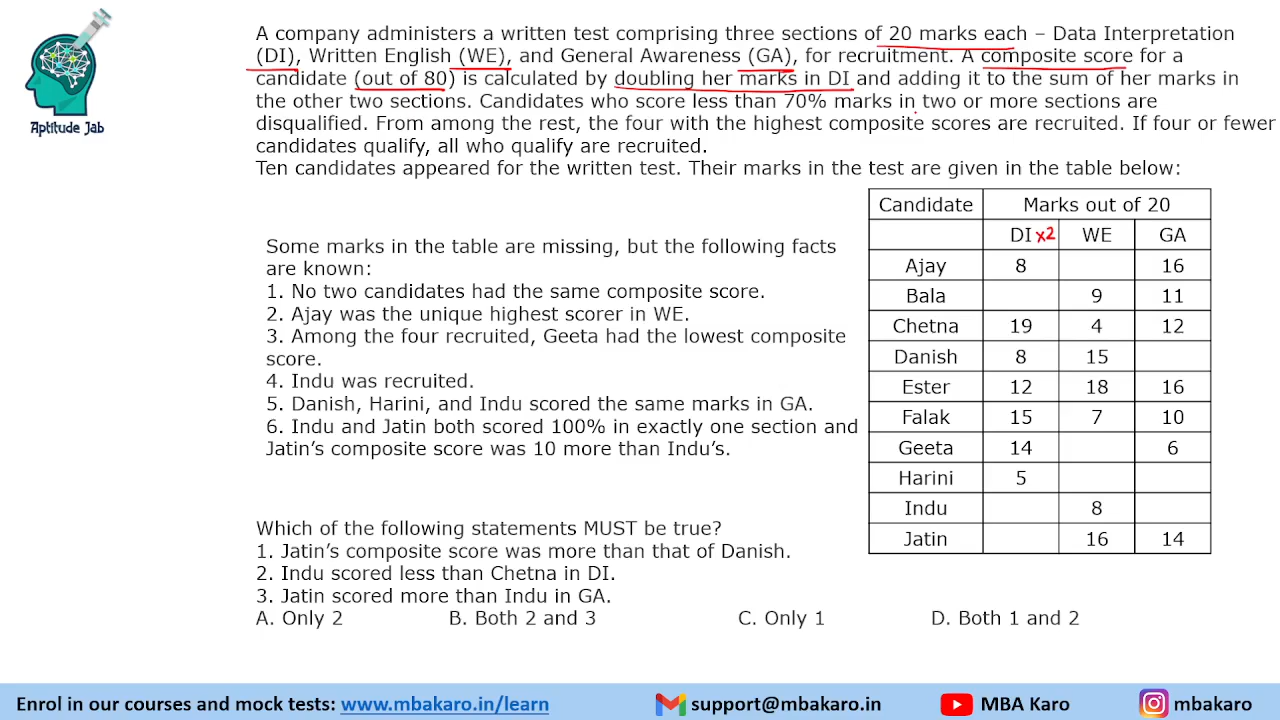 A company administers a written test comprising three sections of 20 marks each – Data Interpretation
(DI), Written English (WE), and General Awareness (GA), for recruitment. A composite score for a
candidate (out of 80) is calculated by doubling her marks in DI and adding it to the sum of her marks in
the other two sections. Candidates who score less than 70% marks in two or more sections are
disqualified. From among the rest, the four with the highest composite scores are recruited. If four or fewer
candidates qualify, all who qualify are recruited.
Ten candidates appeared for the written test. Their marks in the test are given in the table below:
Aptitude Jab
Some marks in the table are missing, but the following facts
are known:
1. No two candidates had the same composite score.
2. Ajay was the unique highest scorer in WE.
3. Among the four recruited, Geeta had the lowest composite
score.
4. Indu was recruited.
5. Danish, Harini, and Indu scored the same marks in GA.
6. Indu and Jatin both scored 100% in exactly one section and
Jatin’s composite score was 10 more than Indu’s.
Candidate Marks out of 20
DI x2 WE GA
Ajay 8 16
Bala 9 11
Chetna 19 4 12
Danish 8 15
Ester 12 18 16
Falak 15 7 10
Geeta 14 6
Harini 5
Indu 8
Jatin 16 14
Which of the following statements MUST be true?
1. Jatin’s composite score was more than that of Danish.
2. Indu scored less than Chetna in DI.
3. Jatin scored more than Indu in GA.
A. Only 2 B. Both 2 and 3 C. Only 1 D. Both 1 and 2
Enrol in our courses and mock tests: www.mbakaro.in/learn support@mbakaro.in MBA Karo mbakaro